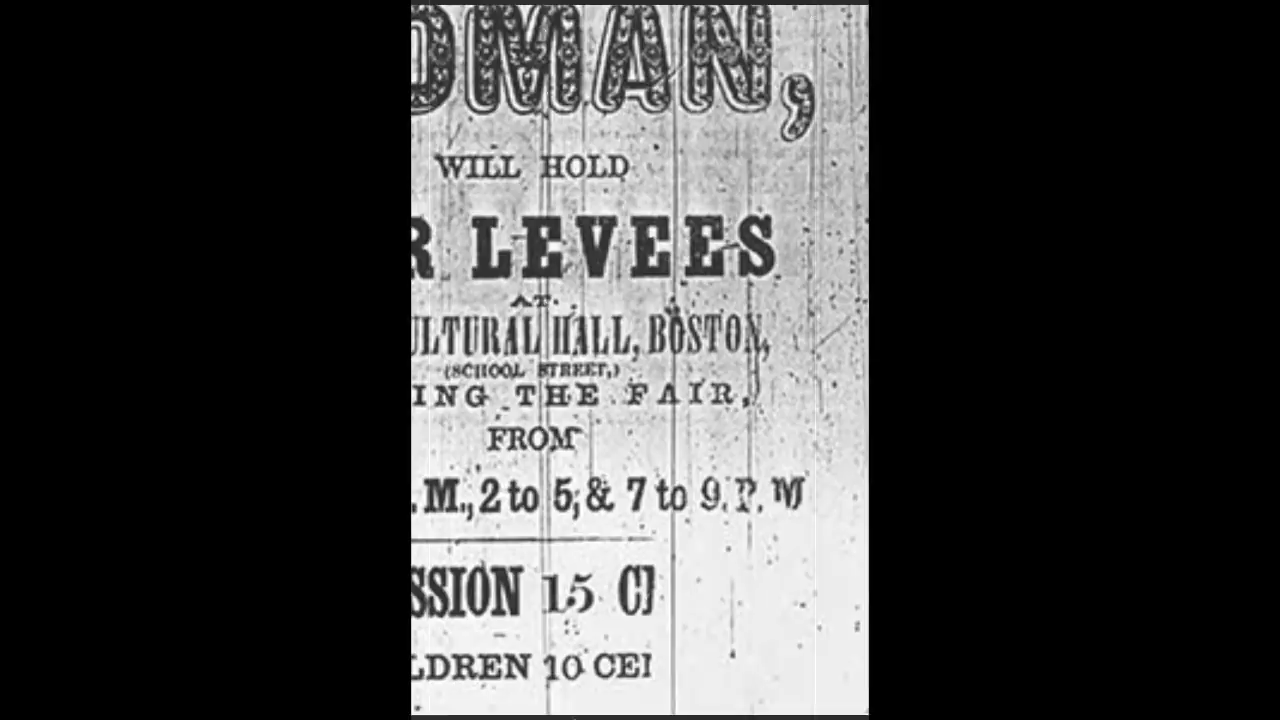 OMAN,
WILL HOLD
R LEVEES
AT
ULTURAL HALL, BOSTON,
(SCHOOL STREET,)
ING THE FAIR,
FROM
. M., 2 to 5, & 7 to 9. P. M
SSION 15 C
LDREN 10 CE